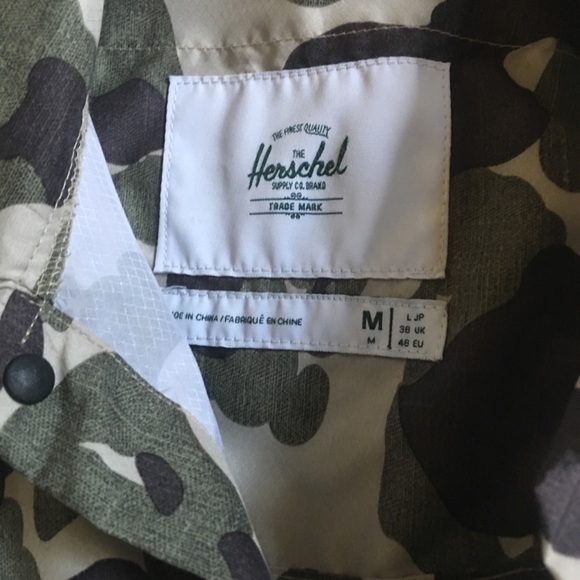 THE FINEST QUALITY
THE
Herschel
SUPPLY CO. BRAND
TRADE MARK
IN CHINA / FABRIQUÉ EN CHINE
M
M
L JP
38 UK
48 EU